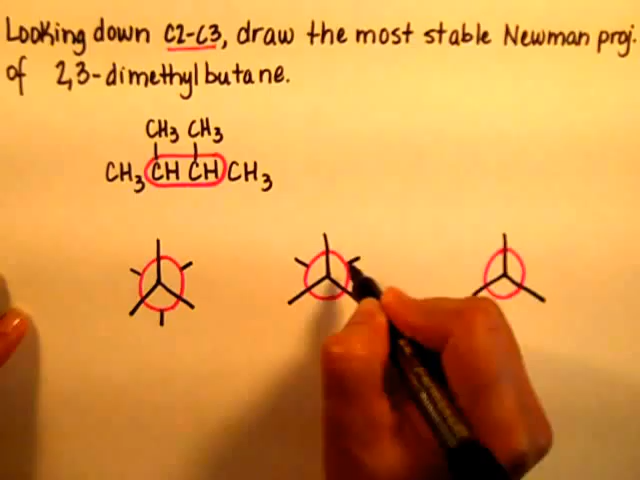 Looking down C2-C3, draw the most stable Newman proj.
of 2,3-dimethylbutane.
CH3 CH3
CH3 CH CH CH3